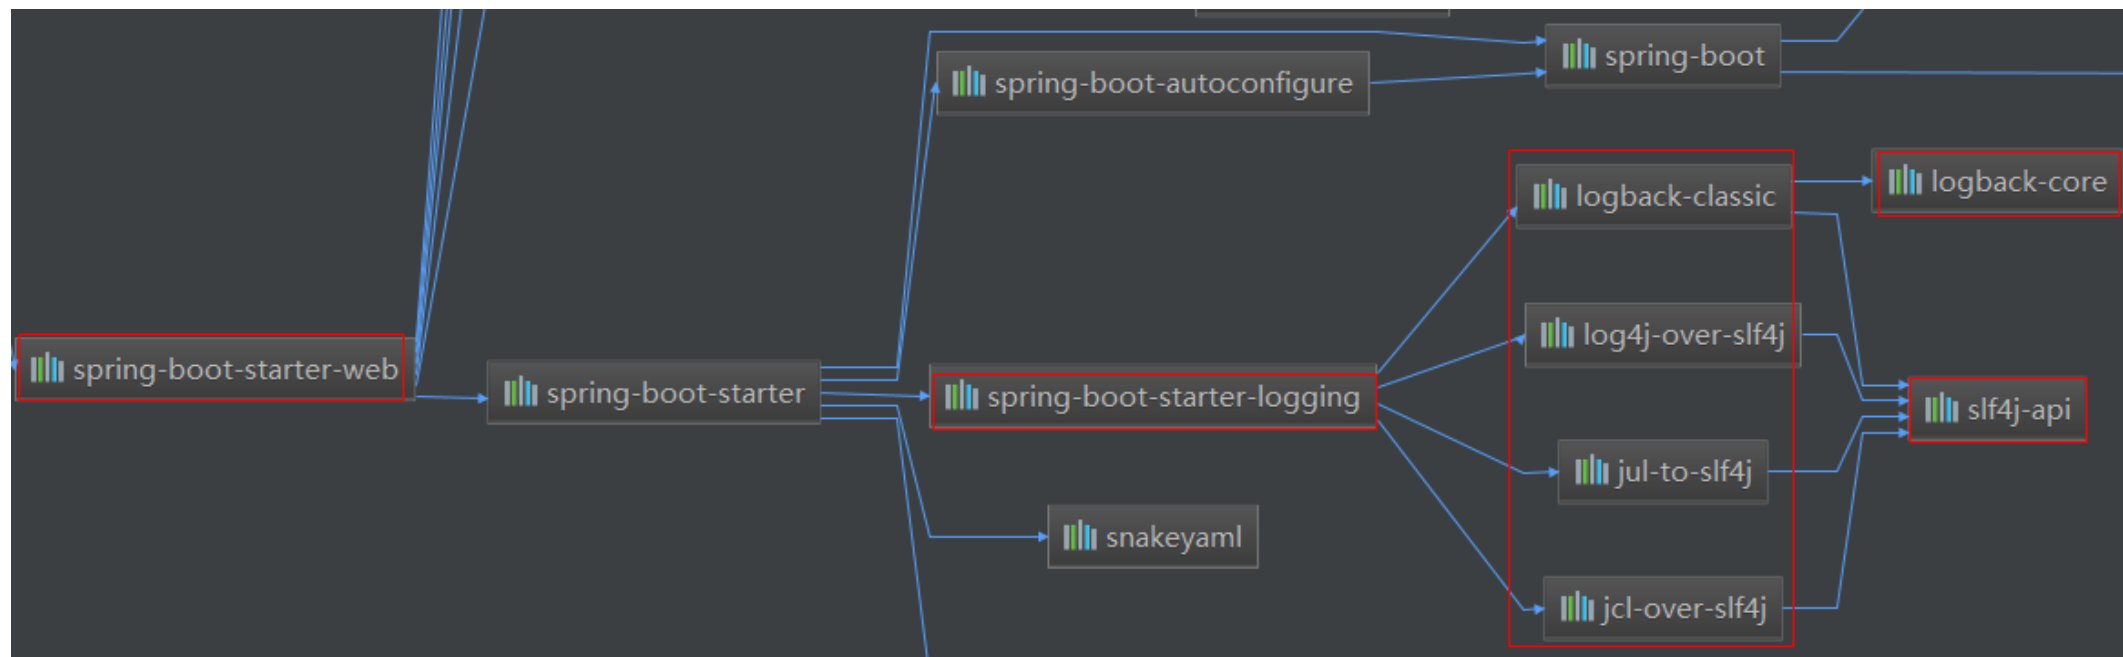 spring-boot-starter-web
spring-boot-starter
spring-boot-autoconfigure
spring-boot
spring-boot-starter-logging
snakeyaml
logback-classic
log4j-over-slf4j
jul-to-slf4j
jcl-over-slf4j
logback-core
slf4j-api